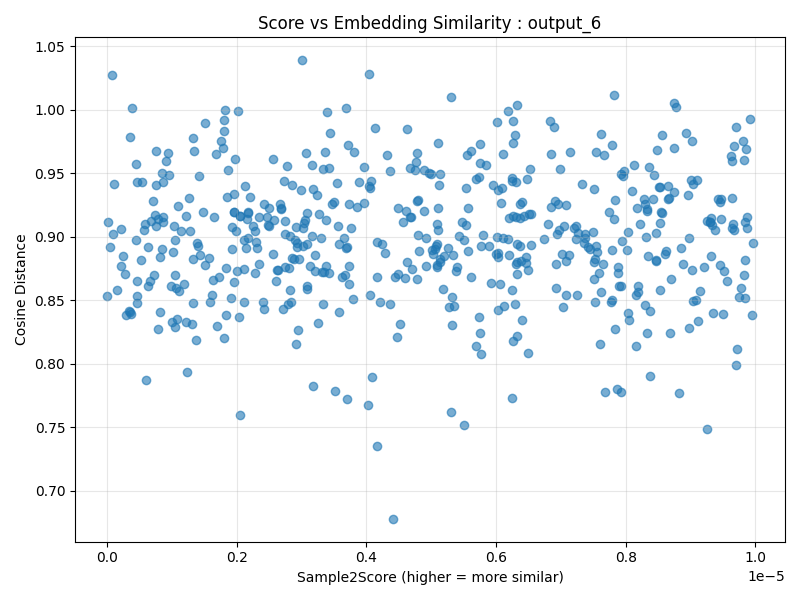 Score vs Embedding Similarity : output_6
1.05
1.00
0.95
0.90
0.85
0.80
0.75
0.70
Cosine Distance
0.0 0.2 0.4 0.6 0.8 1.0
1e−5
Sample2Score (higher = more similar)